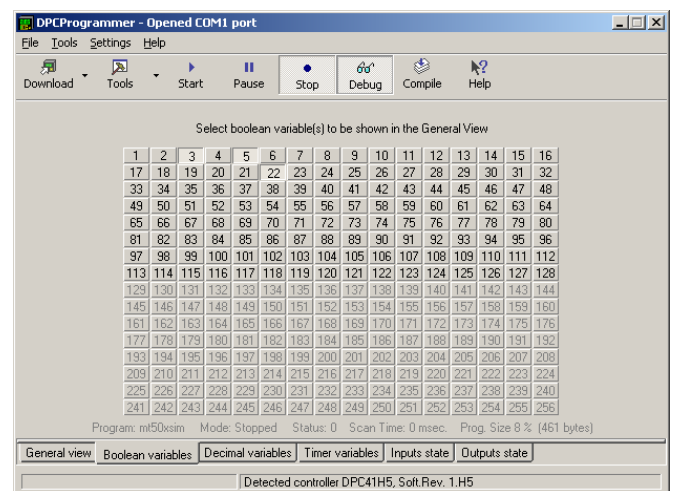 DPCProgrammer - Opened COM1 port
File Tools Settings Help
Download Tools Start Pause Stop Debug Compile Help
Select boolean variable(s) to be shown in the General View
1 2 3 4 5 6 7 8 9 10 11 12 13 14 15 16
17 18 19 20 21 22 23 24 25 26 27 28 29 30 31 32
33 34 35 36 37 38 39 40 41 42 43 44 45 46 47 48
49 50 51 52 53 54 55 56 57 58 59 60 61 62 63 64
65 66 67 68 69 70 71 72 73 74 75 76 77 78 79 80
81 82 83 84 85 86 87 88 89 90 91 92 93 94 95 96
97 98 99 100 101 102 103 104 105 106 107 108 109 110 111 112
113 114 115 116 117 118 119 120 121 122 123 124 125 126 127 128
129 130 131 132 133 134 135 136 137 138 139 140 141 142 143 144
145 146 147 148 149 150 151 152 153 154 155 156 157 158 159 160
161 162 163 164 165 166 167 168 169 170 171 172 173 174 175 176
177 178 179 180 181 182 183 184 185 186 187 188 189 190 191 192
193 194 195 196 197 198 199 200 201 202 203 204 205 206 207 208
209 210 211 212 213 214 215 216 217 218 219 220 221 222 223 224
225 226 227 228 229 230 231 232 233 234 235 236 237 238 239 240
241 242 243 244 245 246 247 248 249 250 251 252 253 254 255 256
Program: mt50xsim Mode: Stopped Status: 0 Scan Time: 0 msec. Prog. Size 8 % (461 bytes)
General view Boolean variables Decimal variables Timer variables Inputs state Outputs state
Detected controller DPC41H5, Soft.Rev. 1.H5